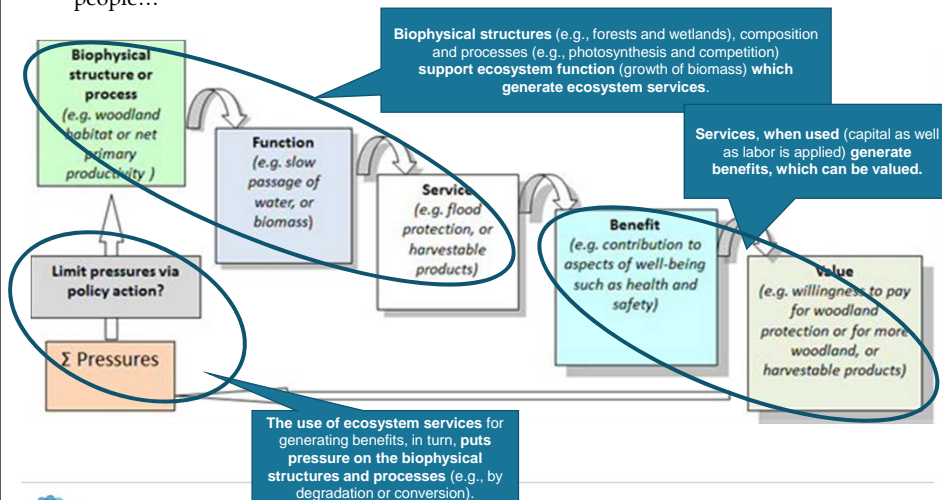 people…
Biophysical structures (e.g., forests and wetlands), composition
and processes (e.g., photosynthesis and competition)
support ecosystem function (growth of biomass) which
generate ecosystem services.
Biophysical
structure or
process
(e.g. woodland
habitat or net
primary
productivity )
Services, when used (capital as well
as labor is applied) generate
benefits, which can be valued.
Function
(e.g. slow
passage of
water, or
biomass)
Service
(e.g. flood
protection, or
harvestable
products)
Benefit
(e.g. contribution to
aspects of well-being
such as health and
safety)
Value
(e.g. willingness to pay
for woodland
protection or for more
woodland, or
harvestable products)
Limit pressures via
policy action?
Σ Pressures
The use of ecosystem services for
generating benefits, in turn, puts
pressure on the biophysical
structures and processes (e.g., by
degradation or conversion).